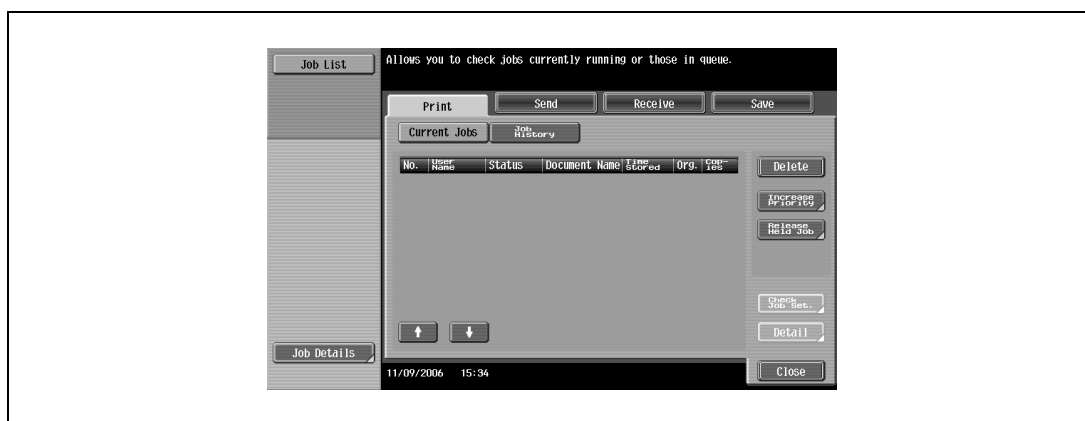 Job List
Allows you to check jobs currently running or those in queue.
Print
Send
Receive
Save
Current Jobs
Job
History
No.
User
Name
Status
Document Name
Time
Stored
Org.
Cop-
ies
Delete
Increase
Priority
Release
Held Job
Check
Job Set.
Detail
Job Details
11/09/2006 15:34
Close